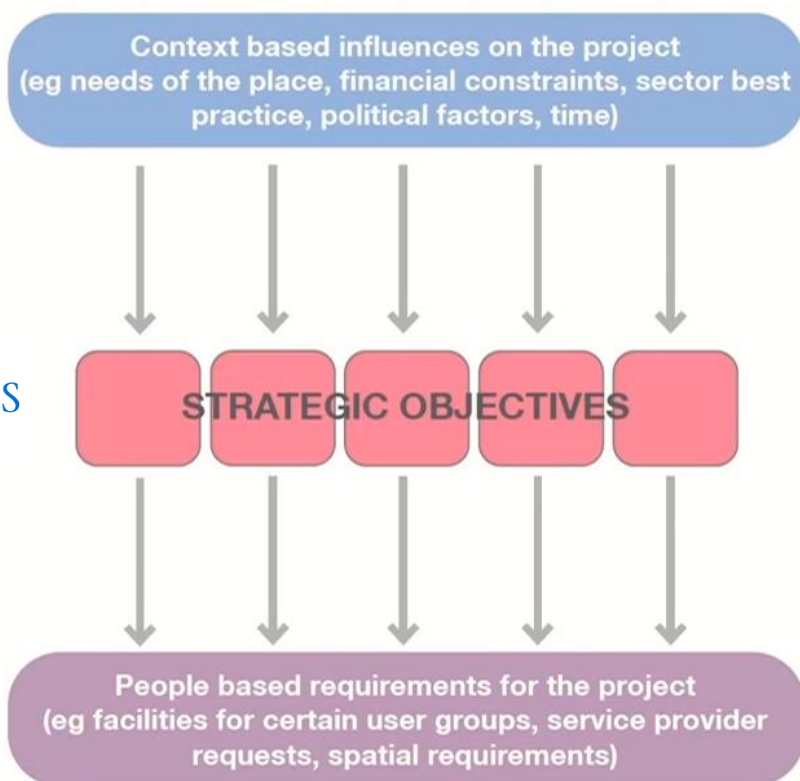 Context based influences on the project
(eg needs of the place, financial constraints, sector best
practice, political factors, time)
S
STRATEGIC OBJECTIVES
People based requirements for the project
(eg facilities for certain user groups, service provider
requests, spatial requirements)